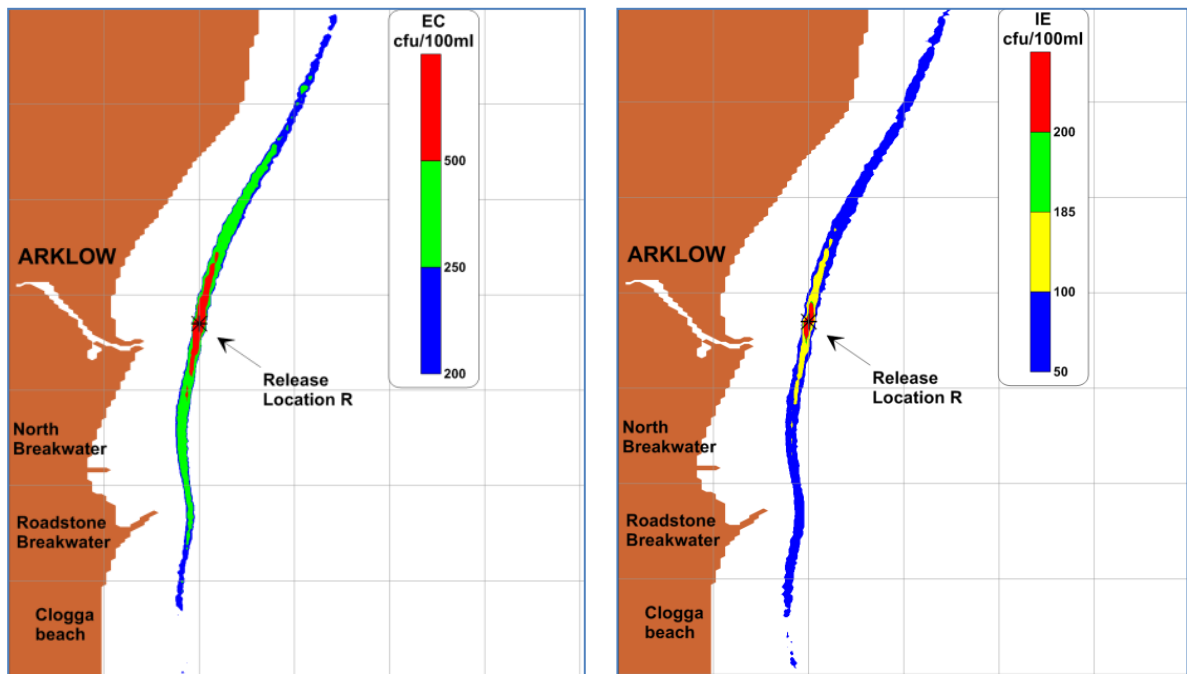 EC
cfu/100ml
500
250
200
ARKLOW
Release
Location R
North
Breakwater
Roadstone
Breakwater
Clogga
beach
IE
cfu/100ml
200
185
100
50
ARKLOW
Release
Location R
North
Breakwater
Roadstone
Breakwater
Clogga
beach